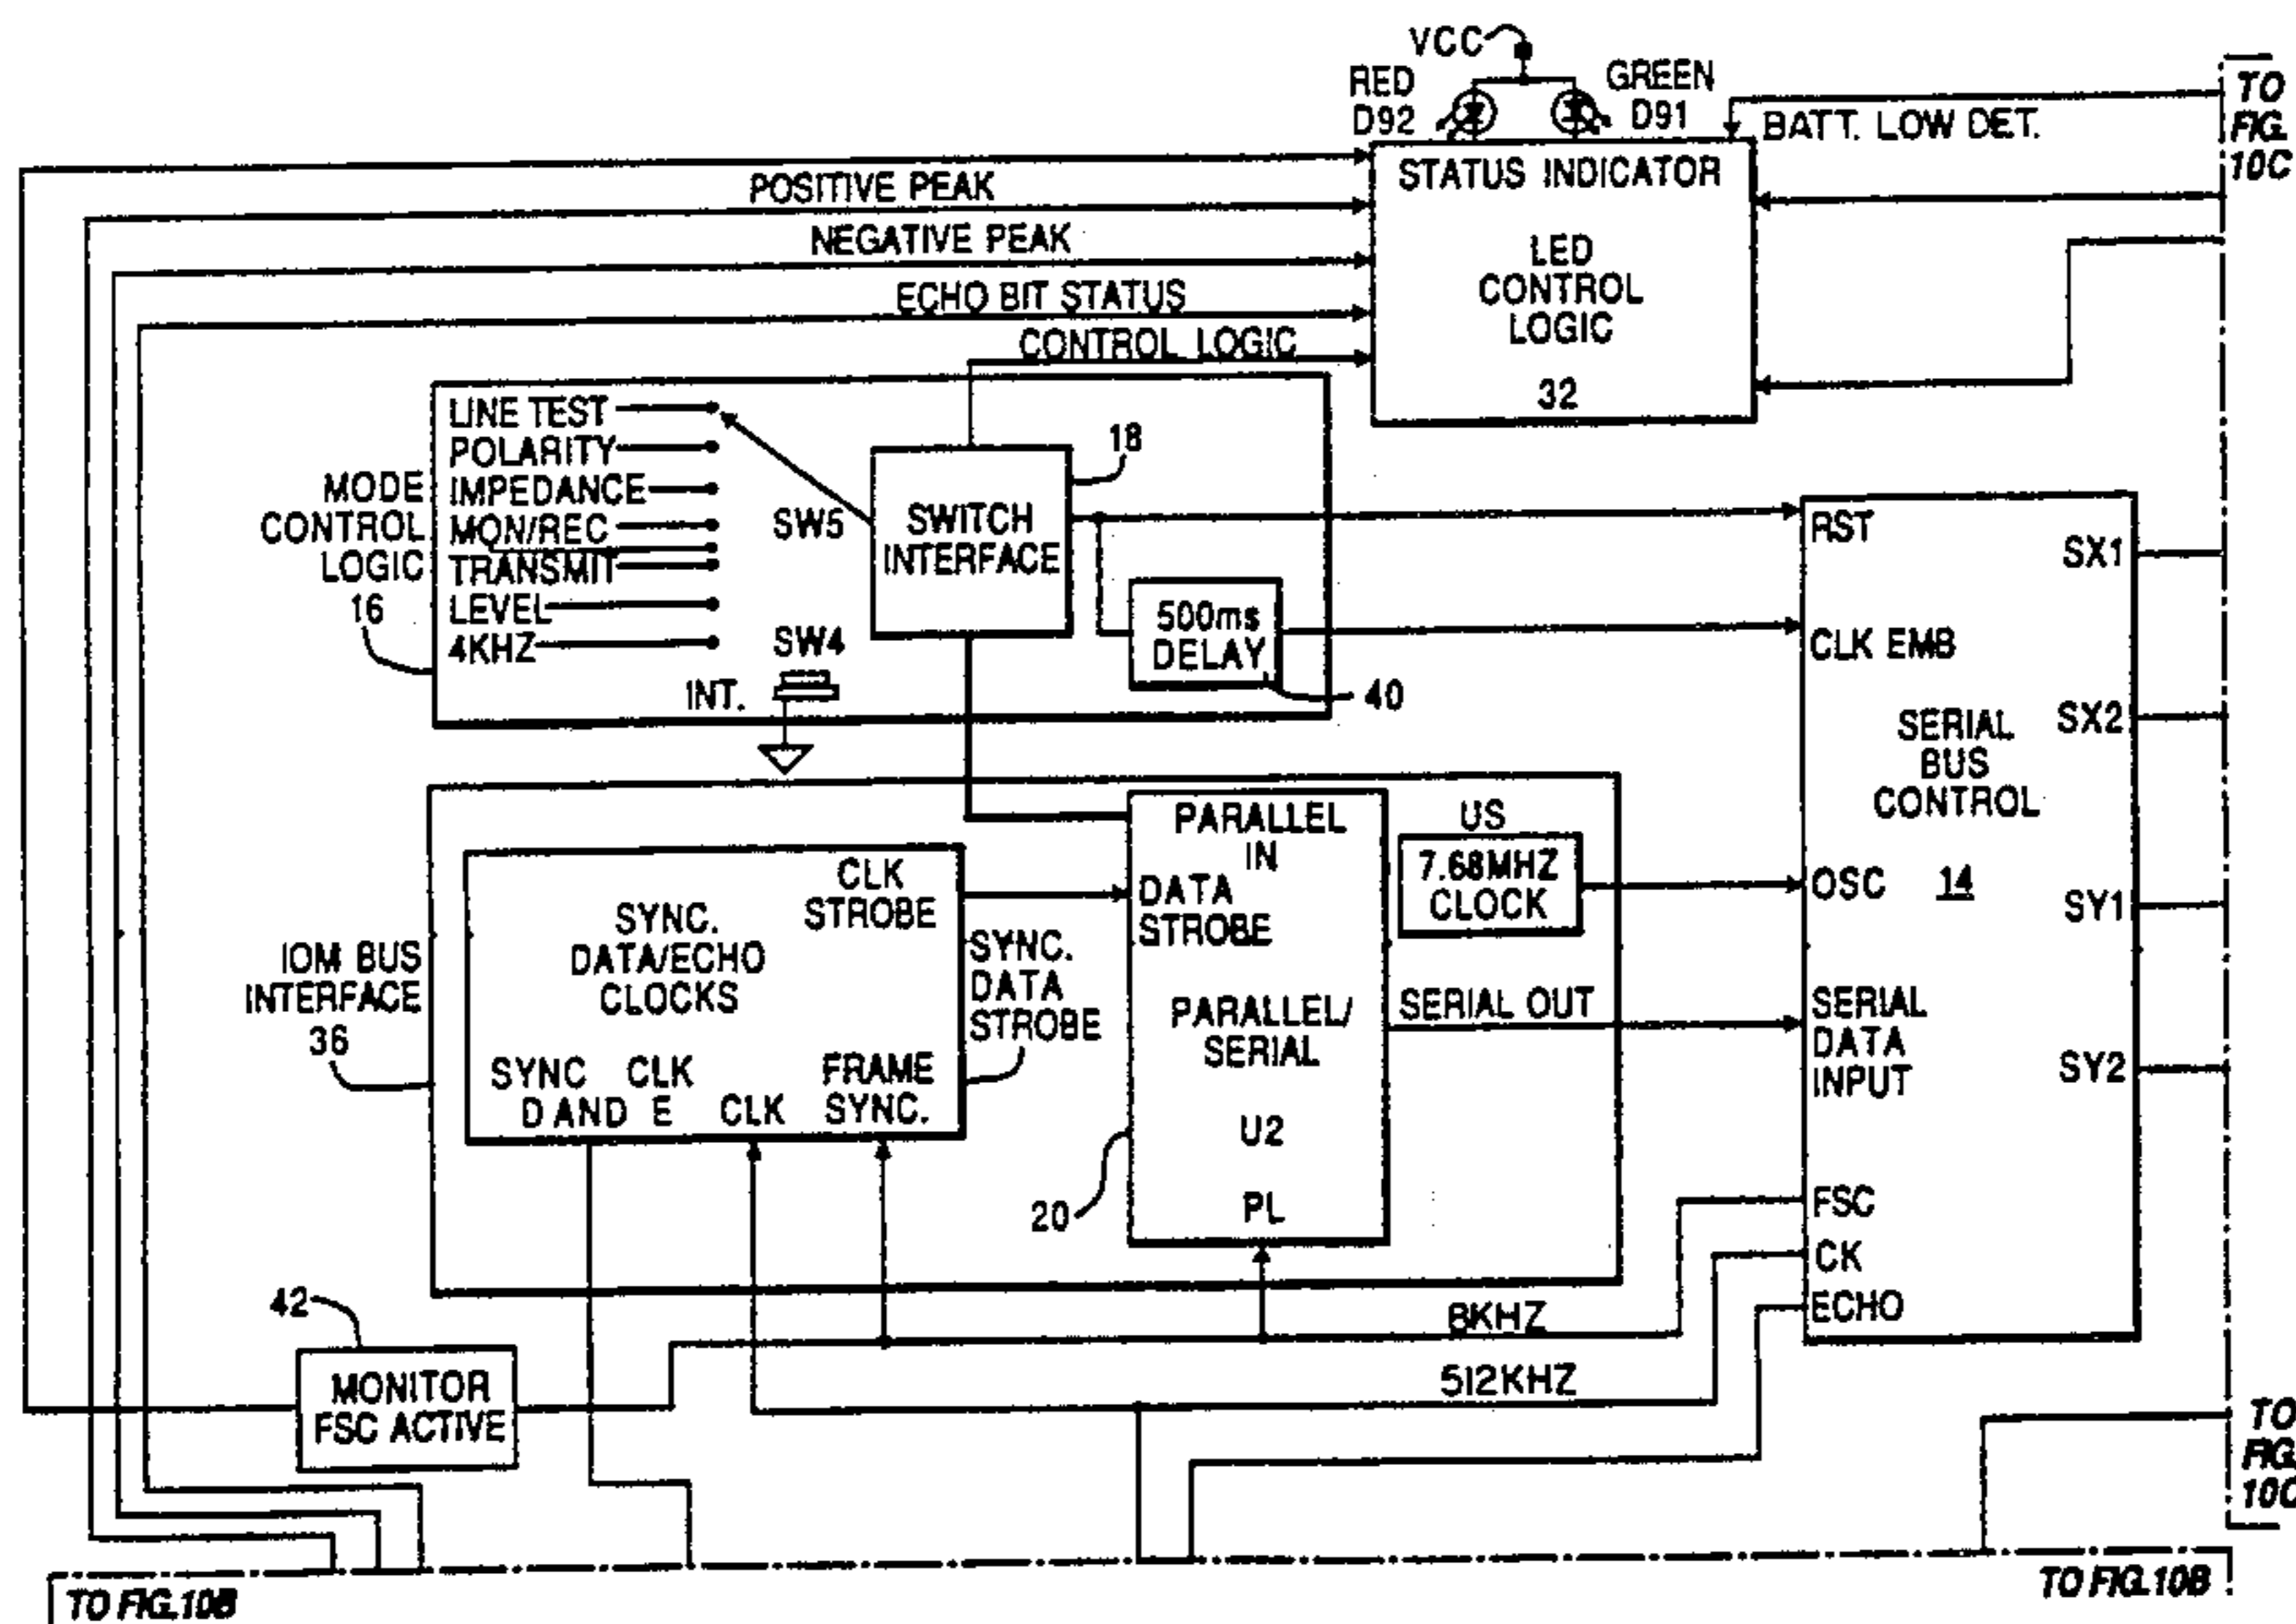 VCC
RED
D92
GREEN
D91
BATT. LOW DET.
TO
FIG.
10C
STATUS INDICATOR
LED
CONTROL
LOGIC
32
POSITIVE PEAK
NEGATIVE PEAK
ECHO BIT STATUS
CONTROL LOGIC
MODE
CONTROL
LOGIC
16
LINE TEST
POLARITY
IMPEDANCE
MON/REC
TRANSMIT
LEVEL
4KHZ
SW5
SW4
INT.
SWITCH
INTERFACE
18
500ms
DELAY
40
RST
CLK EMB
SERIAL
BUS
CONTROL
14
OSC
SERIAL
DATA
INPUT
FSC
CK
ECHO
SX1
SX2
SY1
SY2
IOM BUS
INTERFACE
36
CLK
STROBE
SYNC.
DATA/ECHO
CLOCKS
SYNC CLK
D AND E
CLK
FRAME
SYNC.
SYNC.
DATA
STROBE
PARALLEL
IN
DATA
STROBE
PARALLEL/
SERIAL
U2
PL
20
US
7.68MHZ
CLOCK
SERIAL OUT
8KHZ
512KHZ
42
MONITOR
FSC ACTIVE
TO
FIG.
10C
TO FIG.10B
TO FIG.10B